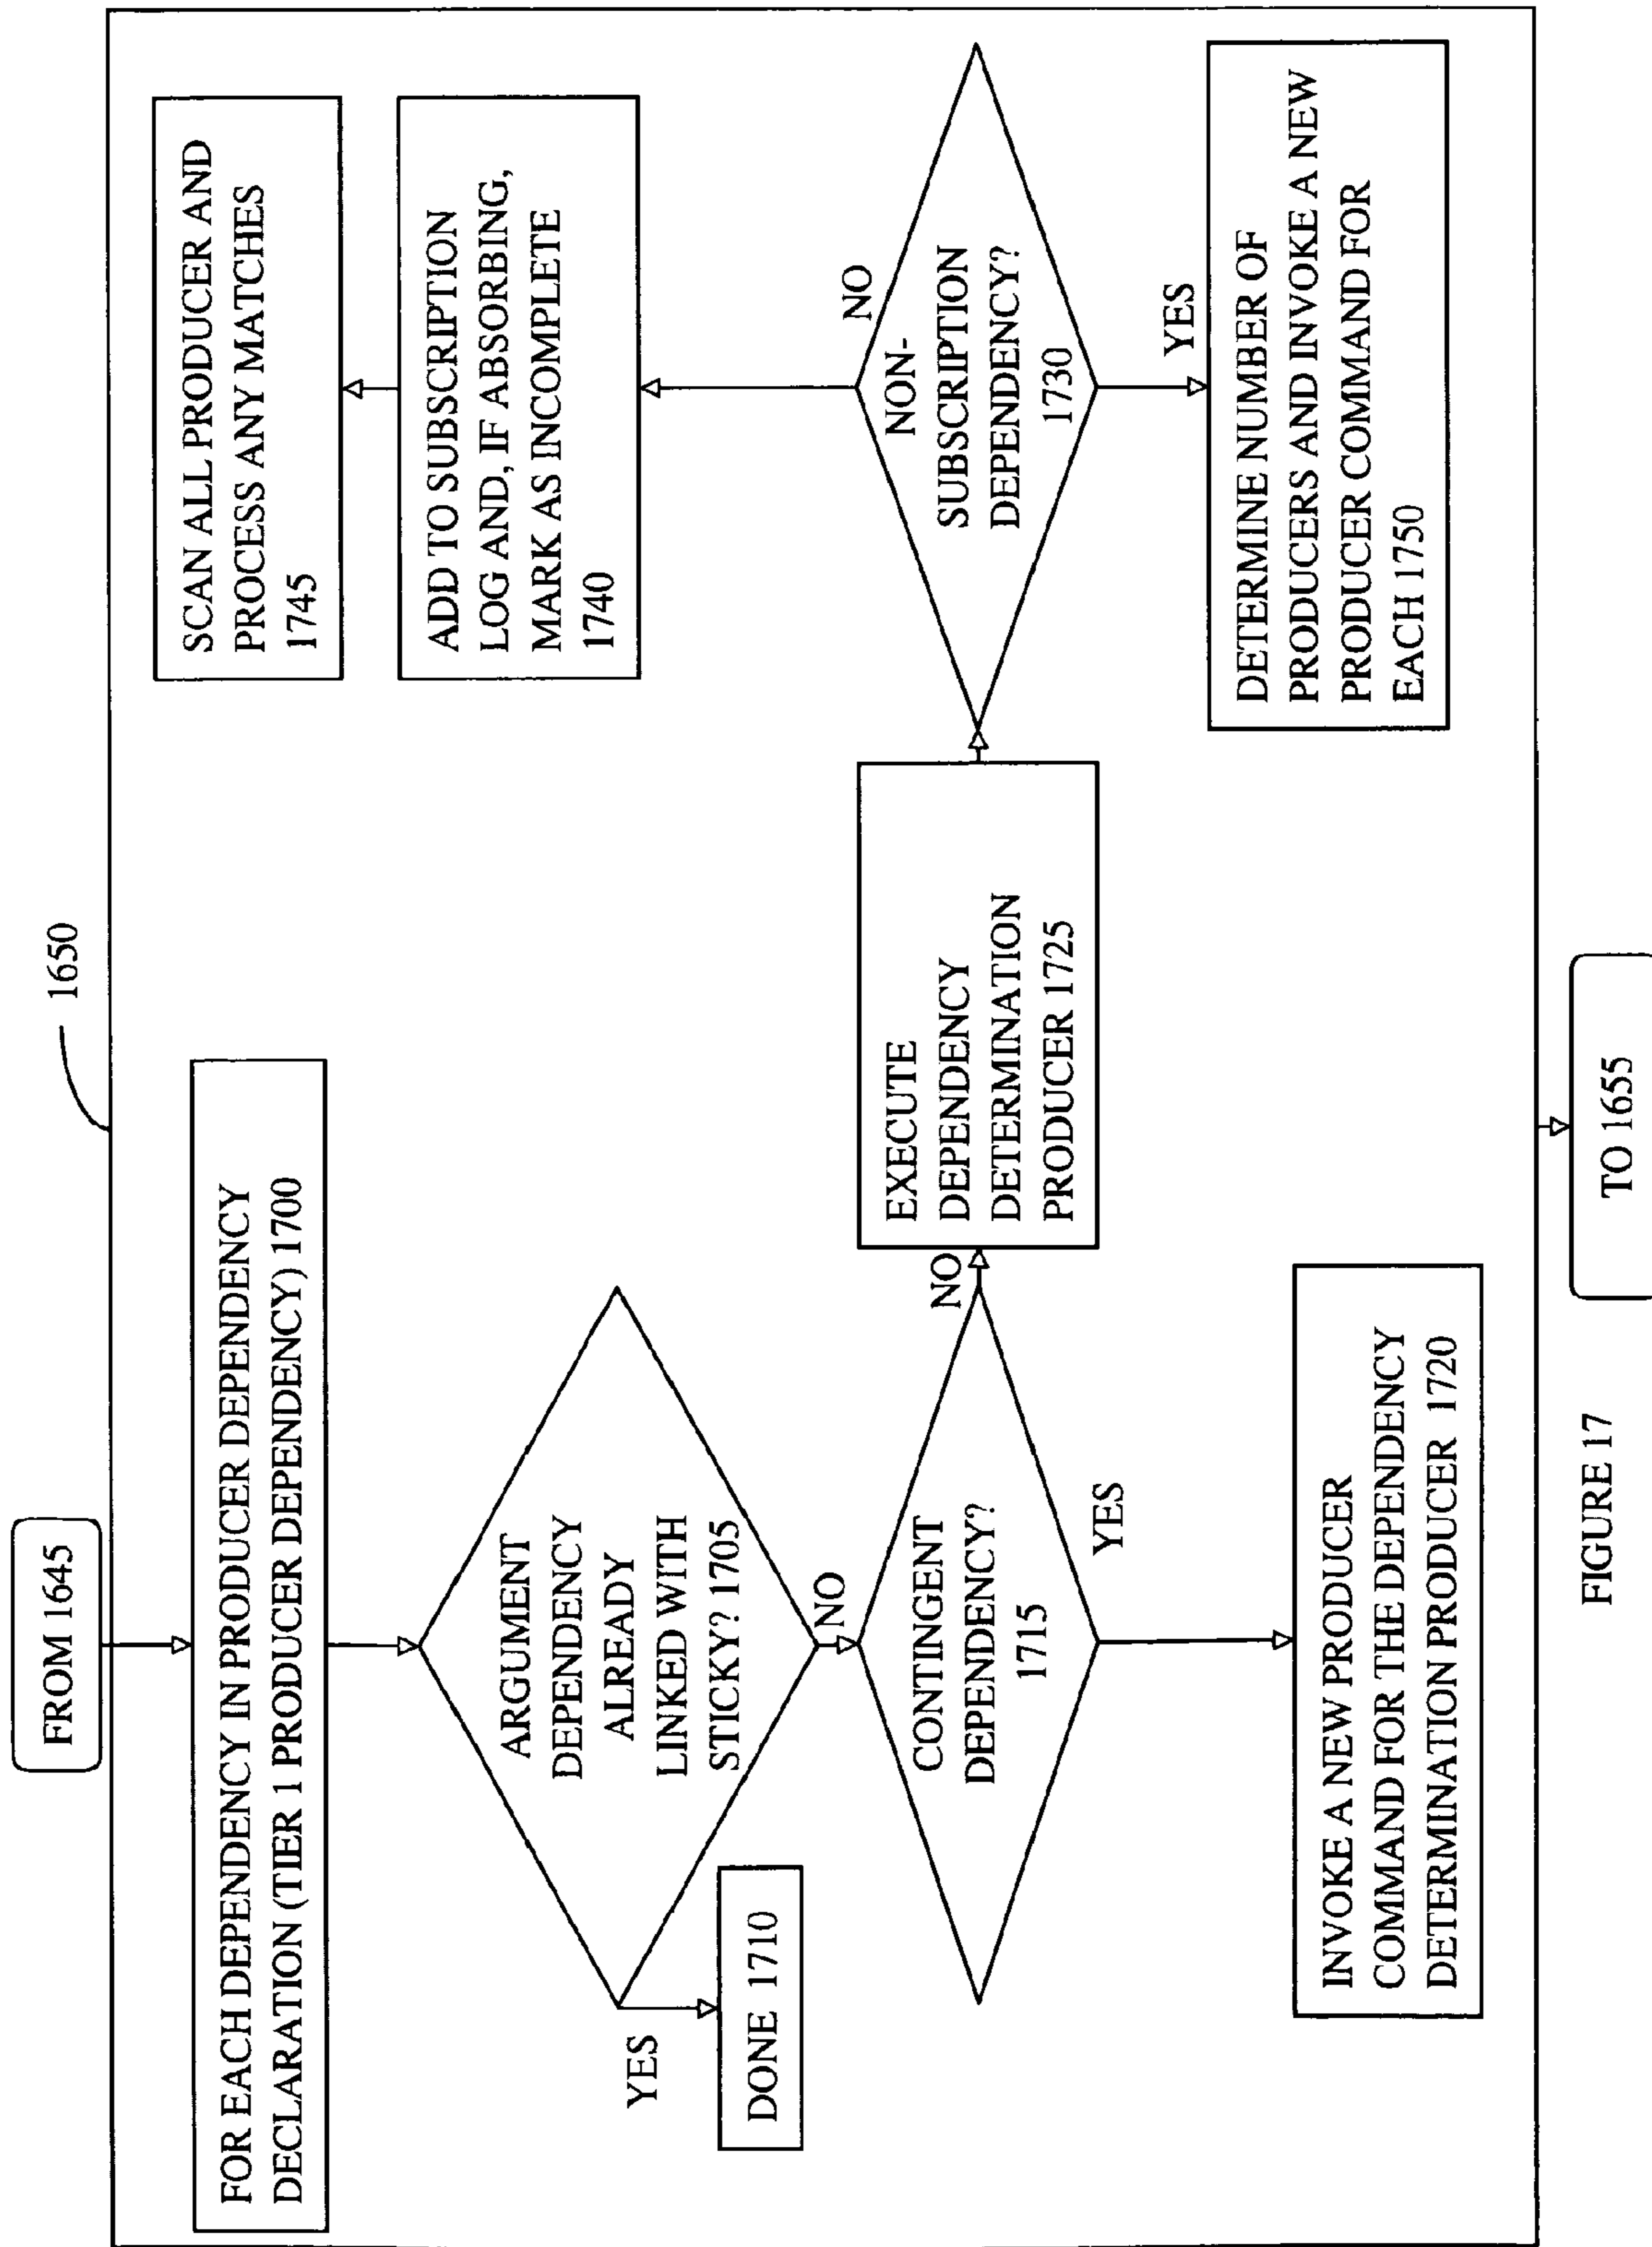 FROM 1645
1650
FOR EACH DEPENDENCY IN PRODUCER DEPENDENCY
DECLARATION (TIER 1 PRODUCER DEPENDENCY) 1700
ARGUMENT
DEPENDENCY
ALREADY
LINKED WITH
STICKY? 1705
YES
DONE 1710
NO
CONTINGENT
DEPENDENCY?
1715
YES
INVOKE A NEW PRODUCER
COMMAND FOR THE DEPENDENCY
DETERMINATION PRODUCER 1720
NO
EXECUTE
DEPENDENCY
DETERMINATION
PRODUCER 1725
NON-
SUBSCRIPTION
DEPENDENCY?
1730
NO
ADD TO SUBSCRIPTION
LOG AND, IF ABSORBING,
MARK AS INCOMPLETE
1740
SCAN ALL PRODUCER AND
PROCESS ANY MATCHES
1745
YES
DETERMINE NUMBER OF
PRODUCERS AND INVOKE A NEW
PRODUCER COMMAND FOR
EACH 1750
TO 1655
FIGURE 17